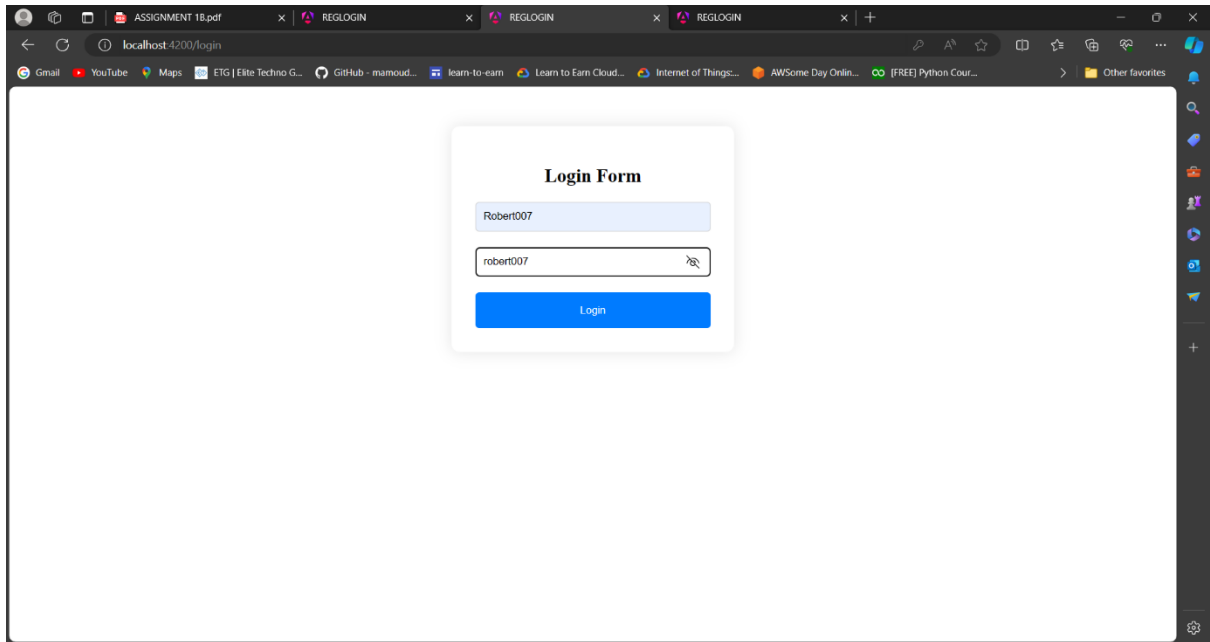 ASSIGNMENT 1B.pdf
REGLOGIN
REGLOGIN
REGLOGIN
localhost:4200/login
Gmail
YouTube
Maps
ETG | Elite Techno G...
GitHub - mamoud...
learn-to-earn
Learn to Earn Cloud...
Internet of Things:...
AWSome Day Onlin...
[FREE] Python Cour...
Other favorites
Login Form
Robert007
robert007
Login